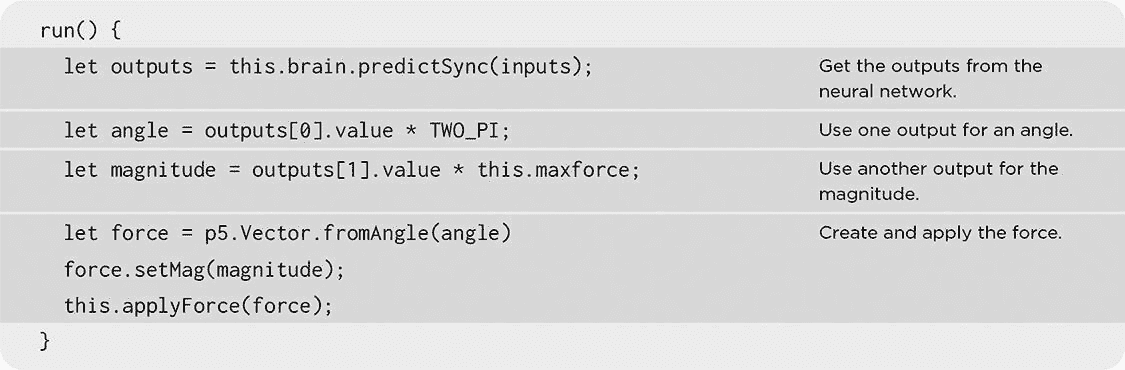 run() {
let outputs = this.brain.predictSync(inputs);
Get the outputs from the
neural network.
let angle = outputs[0].value * TWO_PI;
Use one output for an angle.
let magnitude = outputs[1].value * this.maxforce;
Use another output for the
magnitude.
let force = p5.Vector.fromAngle(angle)
Create and apply the force.
force.setMag(magnitude);
this.applyForce(force);
}